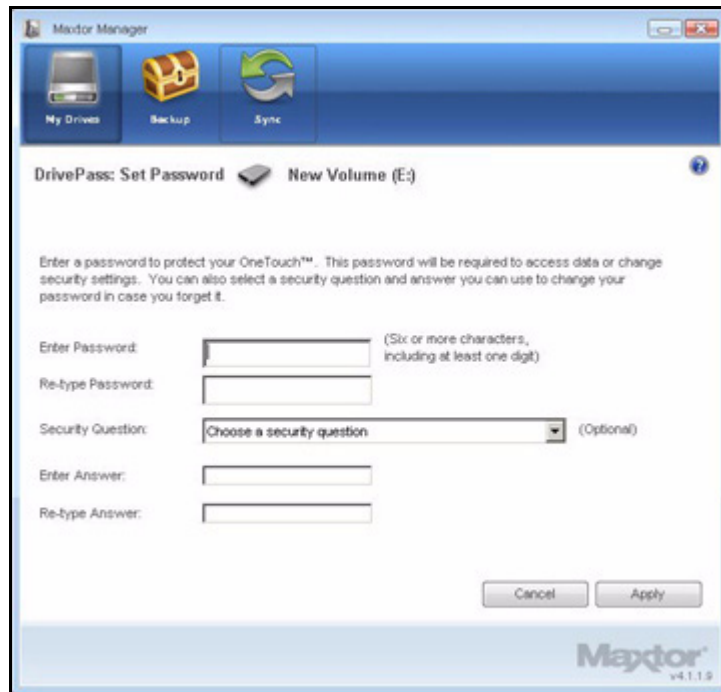 Maxtor Manager
My Drives Backup Sync
DrivePass: Set Password New Volume (E:)
Enter a password to protect your OneTouch™. This password will be required to access data or change
security settings. You can also select a security question and answer you can use to change your
password in case you forget it.
Enter Password:
(Six or more characters,
including at least one digit)
Re-type Password:
Security Question: Choose a security question (Optional)
Enter Answer:
Re-type Answer:
Cancel Apply
Maxtor
v4.1.1.9